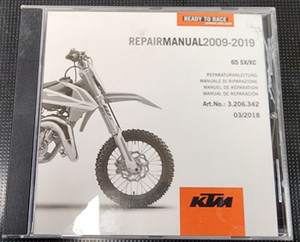 READY TO RACE
REPAIRMANUAL2009-2019
65 SX/XC
REPARATURANLEITUNG
MANUALE DI RIPARAZIONE
MANUEL DE RÉPARATION
MANUAL DE REPARACIÓN
Art.No.: 3.206.342
03/2018
KTM